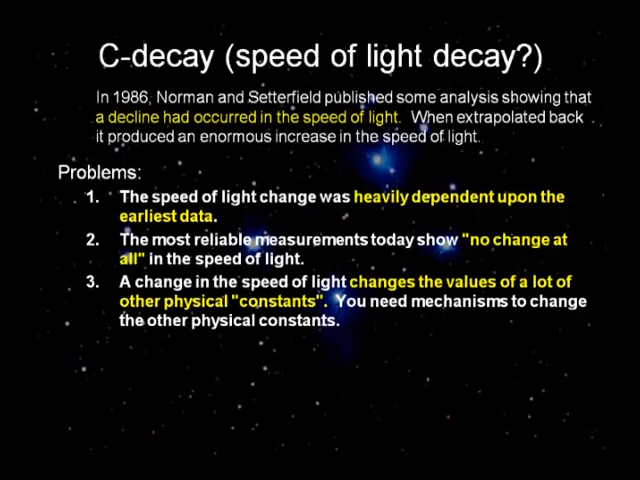 C-decay (speed of light decay?)
In 1986, Norman and Setterfield published some analysis showing that
a decline had occurred in the speed of light. When extrapolated back
it produced an enormous increase in the speed of light.
Problems:
1. The speed of light change was heavily dependent upon the
earliest data.
2. The most reliable measurements today show "no change at
all" in the speed of light.
3. A change in the speed of light changes the values of a lot of
other physical "constants". You need mechanisms to change
the other physical constants.